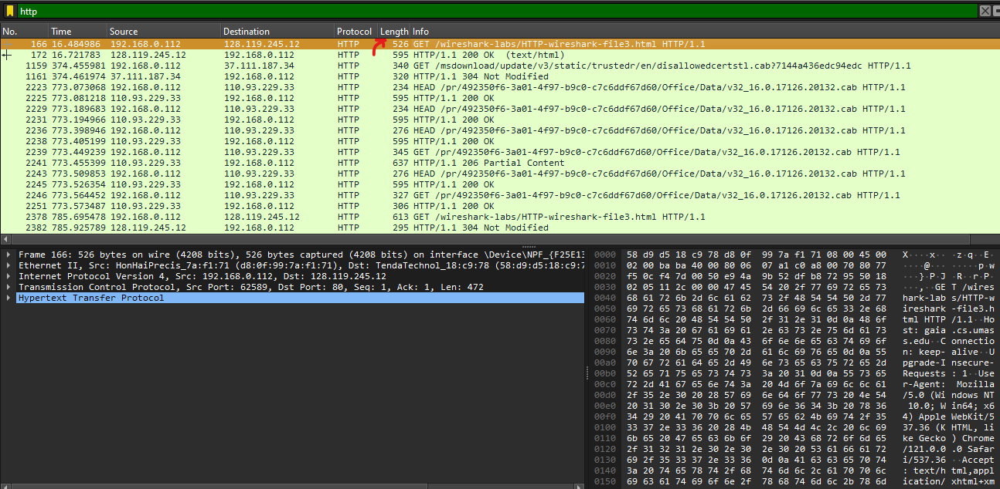 http
No. Time Source Destination Protocol Length Info
166 16.484986 192.168.0.112 128.119.245.12 HTTP 526 GET /wireshark-labs/HTTP-wireshark-file3.html HTTP/1.1
172 16.721783 128.119.245.12 192.168.0.112 HTTP 595 HTTP/1.1 200 OK (text/html)
1159 374.455981 192.168.0.112 37.111.187.34 HTTP 340 GET /msdownload/update/v3/static/trustedr/en/disallowedcertstl.cab?7144a436edc94edc HTTP/1.1
1161 374.461974 37.111.187.34 192.168.0.112 HTTP 320 HTTP/1.1 304 Not Modified
2223 773.073068 192.168.0.112 110.93.229.33 HTTP 234 HEAD /pr/492350f6-3a01-4f97-b9c0-c7c6ddf67d60/Office/Data/v32_16.0.17126.20132.cab HTTP/1.1
2225 773.081218 110.93.229.33 192.168.0.112 HTTP 595 HTTP/1.1 200 OK
2229 773.189683 192.168.0.112 110.93.229.33 HTTP 234 HEAD /pr/492350f6-3a01-4f97-b9c0-c7c6ddf67d60/Office/Data/v32_16.0.17126.20132.cab HTTP/1.1
2231 773.194966 110.93.229.33 192.168.0.112 HTTP 595 HTTP/1.1 200 OK
2236 773.398946 192.168.0.112 110.93.229.33 HTTP 276 HEAD /pr/492350f6-3a01-4f97-b9c0-c7c6ddf67d60/Office/Data/v32_16.0.17126.20132.cab HTTP/1.1
2238 773.405199 110.93.229.33 192.168.0.112 HTTP 595 HTTP/1.1 200 OK
2239 773.449239 192.168.0.112 110.93.229.33 HTTP 345 GET /pr/492350f6-3a01-4f97-b9c0-c7c6ddf67d60/Office/Data/v32_16.0.17126.20132.cab HTTP/1.1
2241 773.455399 110.93.229.33 192.168.0.112 HTTP 637 HTTP/1.1 206 Partial Content
2243 773.509853 192.168.0.112 110.93.229.33 HTTP 276 HEAD /pr/492350f6-3a01-4f97-b9c0-c7c6ddf67d60/Office/Data/v32_16.0.17126.20132.cab HTTP/1.1
2245 773.526354 110.93.229.33 192.168.0.112 HTTP 595 HTTP/1.1 200 OK
2246 773.564452 192.168.0.112 110.93.229.33 HTTP 327 GET /pr/492350f6-3a01-4f97-b9c0-c7c6ddf67d60/Office/Data/v32_16.0.17126.20132.cab HTTP/1.1
2251 773.573487 110.93.229.33 192.168.0.112 HTTP 306 HTTP/1.1 200 OK
2378 785.695478 192.168.0.112 128.119.245.12 HTTP 613 GET /wireshark-labs/HTTP-wireshark-file3.html HTTP/1.1
2382 785.925789 128.119.245.12 192.168.0.112 HTTP 295 HTTP/1.1 304 Not Modified
Frame 166: 526 bytes on wire (4208 bits), 526 bytes captured (4208 bits) on interface \Device\NPF_{F25E13
Ethernet II, Src: HonHaiPrecis_7a:f1:71 (d8:0f:99:7a:f1:71), Dst: TendaTechnol_18:c9:78 (58:d9:d5:18:c9:7
Internet Protocol Version 4, Src: 192.168.0.112, Dst: 128.119.245.12
Transmission Control Protocol, Src Port: 62589, Dst Port: 80, Seq: 1, Ack: 1, Len: 472
Hypertext Transfer Protocol
0000 58 d9 d5 18 c9 78 d8 0f 99 7a f1 71 08 00 45 00 X····x·· ·z·q··E·
0010 02 00 ba ba 40 00 80 06 07 a1 c0 a8 00 70 80 77 ····@··· ·····p·w
0020 f5 0c f4 7d 00 50 e9 4a 9b 52 df b8 72 95 50 18 ···}·P·J ·R··r·P·
0030 02 05 11 2c 00 00 47 45 54 20 2f 77 69 72 65 73 ···,··GE T /wires
0040 68 61 72 6b 2d 6c 61 62 73 2f 48 54 54 50 2d 77 hark-lab s/HTTP-w
0050 69 72 65 73 68 61 72 6b 2d 66 69 6c 65 33 2e 68 ireshark -file3.h
0060 74 6d 6c 20 48 54 54 50 2f 31 2e 31 0d 0a 48 6f tml HTTP /1.1··Ho
0070 73 74 3a 20 67 61 69 61 2e 63 73 2e 75 6d 61 73 st: gaia .cs.umas
0080 73 2e 65 64 75 0d 0a 43 6f 6e 6e 65 63 74 69 6f s.edu··C onnectio
0090 6e 3a 20 6b 65 65 70 2d 61 6c 69 76 65 0d 0a 55 n: keep- alive··U
00a0 70 67 72 61 64 65 2d 49 6e 73 65 63 75 72 65 2d pgrade-I nsecure-
00b0 52 65 71 75 65 73 74 73 3a 20 31 0d 0a 55 73 65 Requests : 1··Use
00c0 72 2d 41 67 65 6e 74 3a 20 4d 6f 7a 69 6c 6c 61 r-Agent: Mozilla
00d0 2f 35 2e 30 20 28 57 69 6e 64 6f 77 73 20 4e 54 /5.0 (Wi ndows NT
00e0 20 31 30 2e 30 3b 20 57 69 6e 36 34 3b 20 78 36 10.0; W in64; x6
00f0 34 29 20 41 70 70 6c 65 57 65 62 4b 69 74 2f 35 4) Apple WebKit/5
0100 33 37 2e 33 36 20 28 4b 48 54 4d 4c 2c 20 6c 69 37.36 (K HTML, li
0110 6b 65 20 47 65 63 6b 6f 29 20 43 68 72 6f 6d 65 ke Gecko ) Chrome
0120 2f 31 32 31 2e 30 2e 30 2e 30 20 53 61 66 61 72 /121.0.0 .0 Safar
0130 69 2f 35 33 37 2e 33 36 0d 0a 41 63 63 65 70 74 i/537.36 ··Accept
0140 3a 20 74 65 78 74 2f 68 74 6d 6c 2c 61 70 70 6c : text/h tml,appl
0150 69 63 61 74 69 6f 6e 2f 78 68 74 6d 6c 2b 78 6d ication/ xhtml+xm